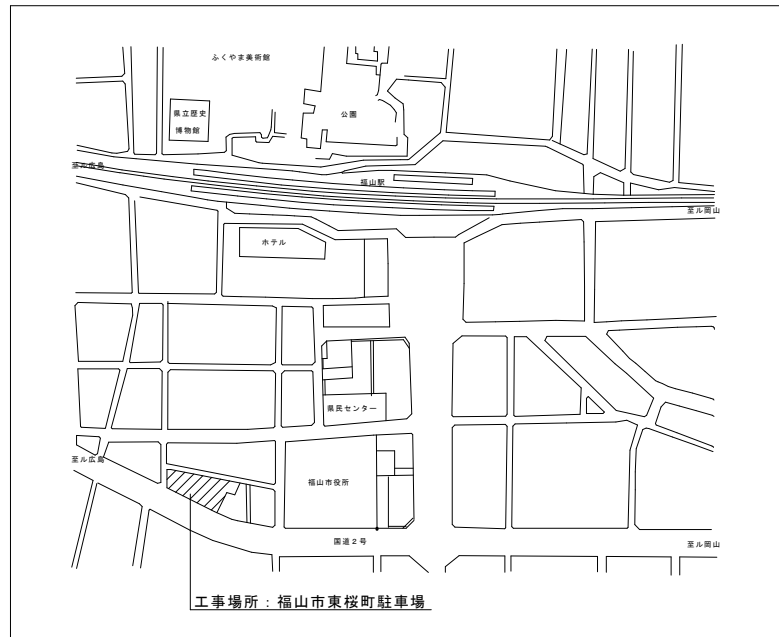 ふくやま美術館
県立歴史
博物館
公園
至ル広島
福山駅
至ル岡山
ホテル
県民センター
至ル広島
福山市役所
国道２号
至ル岡山
工事場所：福山市東桜町駐車場